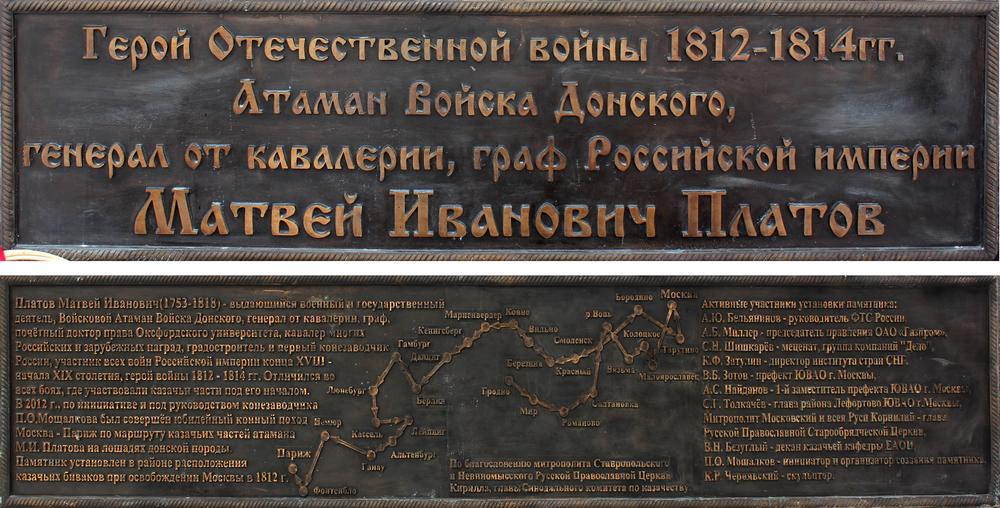 Герой Отечественной войны 1812-1814гг.
Атаман Войска Донского,
генерал от кавалерии, граф Российской империи
Матвей Иванович Платов
Платов Матвей Иванович(1753-1818) - выдающийся военный и государственный
деятель, Войсковой Атаман Войска Донского, генерал от кавалерии, граф,
почётный доктор права Оксфордского университета, кавалер многих
Российских и зарубежных наград, градостроитель и первый конезаводчик
России, участник всех войн Российской империи конца XVIII -
начала XIX столетия, герой войны 1812 - 1814 гг. Отличился во
всех боях, где участвовали казачьи части под его началом.
В 2012 г., по инициативе и под руководством конезаводчика
П.О.Мошалкова был совершён юбилейный конный поход
Москва - Париж по маршруту казачьих частей атамана
М.И. Платова на лошадях донской породы.
Памятник установлен в районе расположения
казачьих биваков при освобождении Москвы в 1812 г.
Париж
Фонтенбло
Немюр
Ганау
Кассель
Альтенбург
Лейпциг
Люнебург
Берлин
Гамбург
Данциг
Кенигсберг
Мариенвердер
Ковно
Вильно
Гродно
Мир
Романово
Салтановка
Березина
Красный
Смоленск
р.Вопь
Вязьма
Колоцкое
Бородино
Москва
Тарутино
Малоярославец
По благословению митрополита Ставропольского
и Невинномысского Русской Православной Церкви
Кирилла, главы Синодального комитета по казачеству
Активные участники установки памятника:
А.Ю. Бельянинов - руководитель ФТС России,
А.Б. Миллер - председатель правления ОАО «Газпром»,
С.Н. Шишкарёв - меценат, группа компаний "Дело",
К.Ф. Затулин - директор института стран СНГ,
В.Б. Зотов - префект ЮВАО г. Москвы,
А.С. Найдянов - 1-й заместитель префекта ЮВАО г. Москвы,
С.Г. Толкачёв - глава района Лефортово ЮВАО г.Москвы,
Митрополит Московский и всея Руси Корнилий - глава
Русской Православной Старообрядческой Церкви,
В.Н. Безуглый - декан казачьей кафедры ЕАОИ
П.О. Мошалков - инициатор и организатор создания памятника,
К.Р. Чернявский - скульптор.